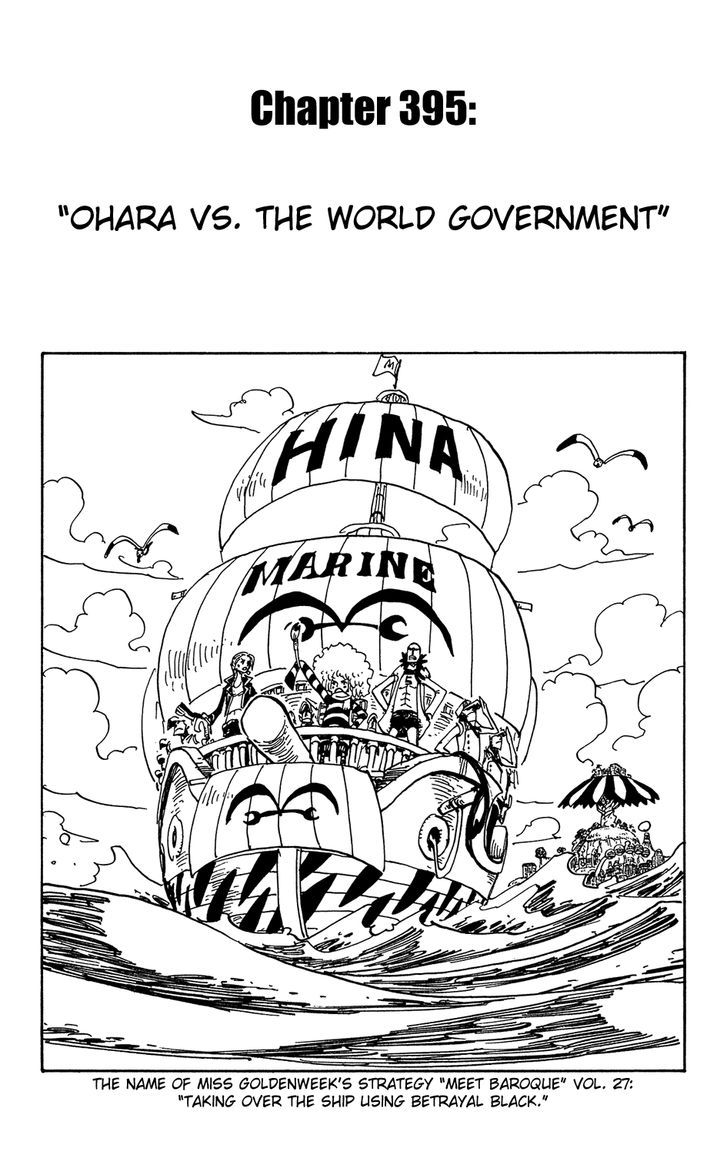 Chapter 395:
"OHARA VS. THE WORLD GOVERNMENT"
M
HINA
MARINE
THE NAME OF MISS GOLDENWEEK'S STRATEGY "MEET BAROQUE" VOL. 27:
"TAKING OVER THE SHIP USING BETRAYAL BLACK."